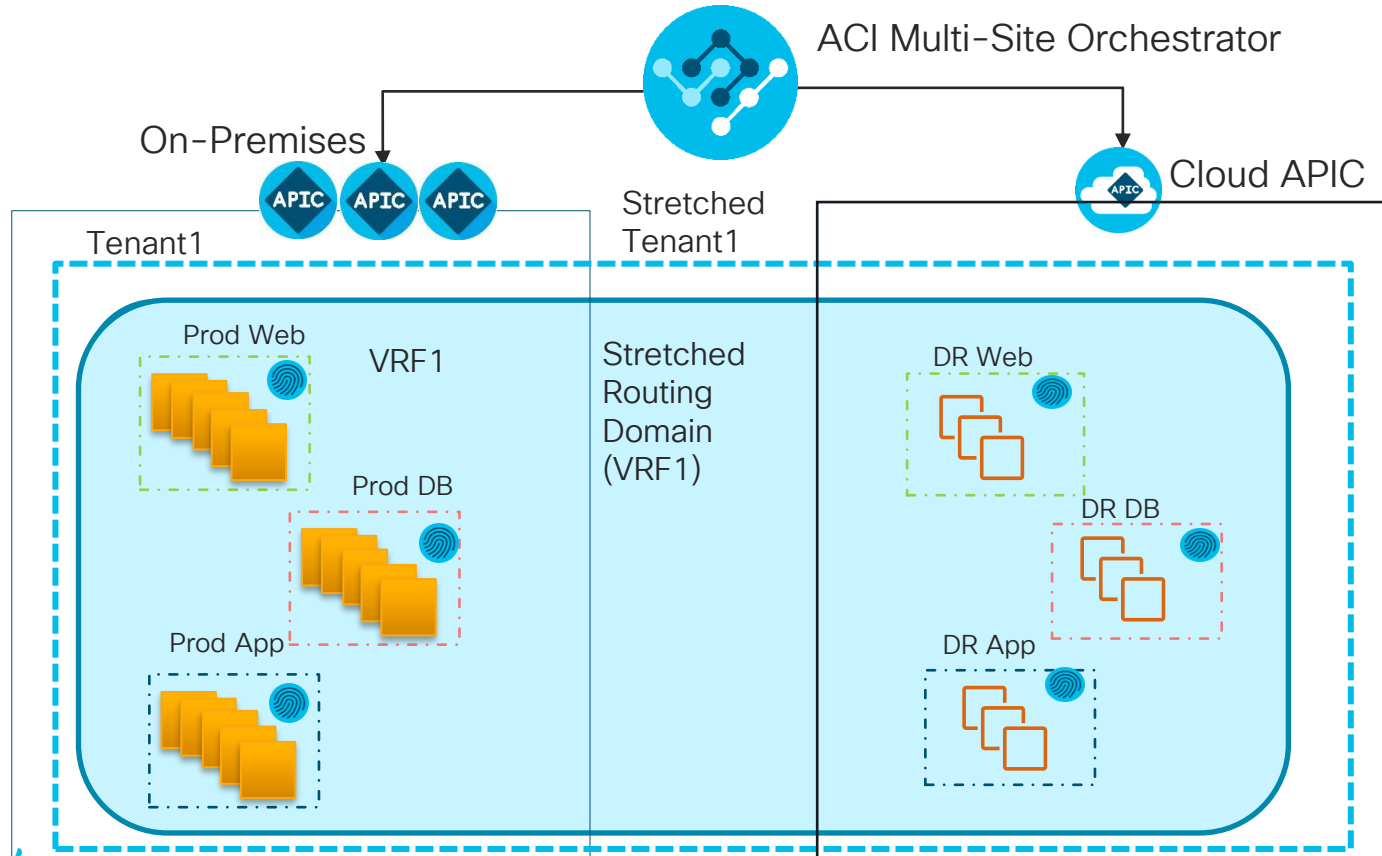 ACI Multi-Site Orchestrator
On-Premises
APIC
APIC
APIC
APIC
Cloud APIC
Tenant1
Stretched
Tenant1
Prod Web
VRF1
Stretched
Routing
Domain
(VRF1)
DR Web
Prod DB
DR DB
Prod App
DR App